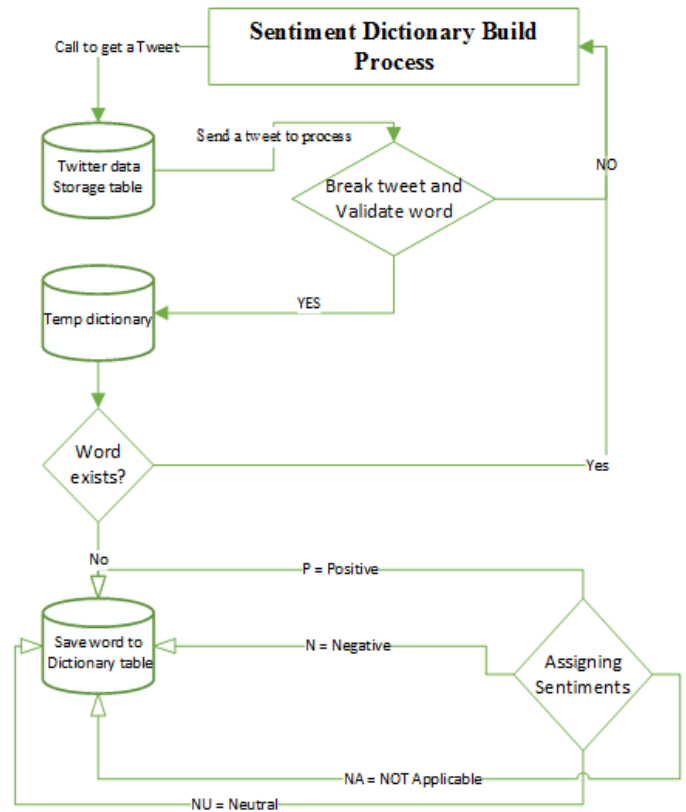 Sentiment Dictionary Build
Process
Call to get a Tweet
Send a tweet to process
Twitter data
Storage table
Break tweet and
Validate word
NO
YES
Temp dictionary
Word
exists?
Yes
No
P = Positive
Save word to
Dictionary table
N = Negative
Assigning
Sentiments
NA = NOT Applicable
NU = Neutral